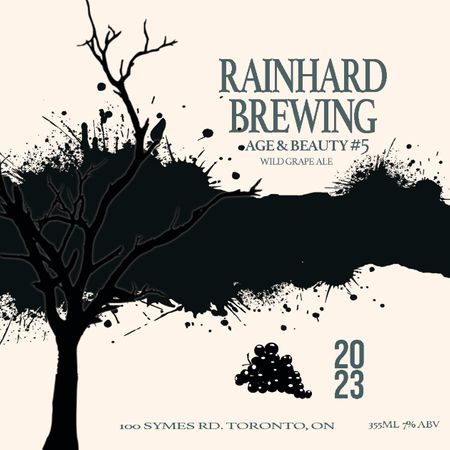 RAINHARD
BREWING
AGE & BEAUTY #5
WILD GRAPE ALE
20
23
100 SYMES RD. TORONTO, ON
355ML 7% ABV